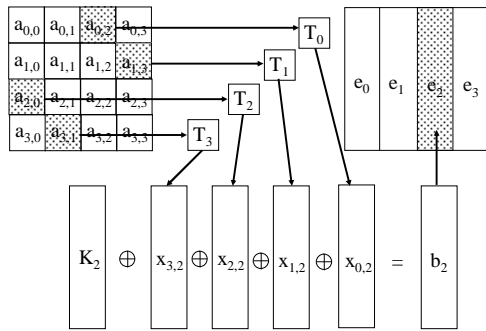 a0,0 a0,1 a0,2 a0,3 T0
a1,0 a1,1 a1,2 a1,3 T1
a2,0 a2,1 a2,2 a2,3 T2
a3,0 a3,1 a3,2 a3,3 T3
e0 e1 e2 e3
K2 ⊕ x3,2 ⊕ x2,2 ⊕ x1,2 ⊕ x0,2 = b2